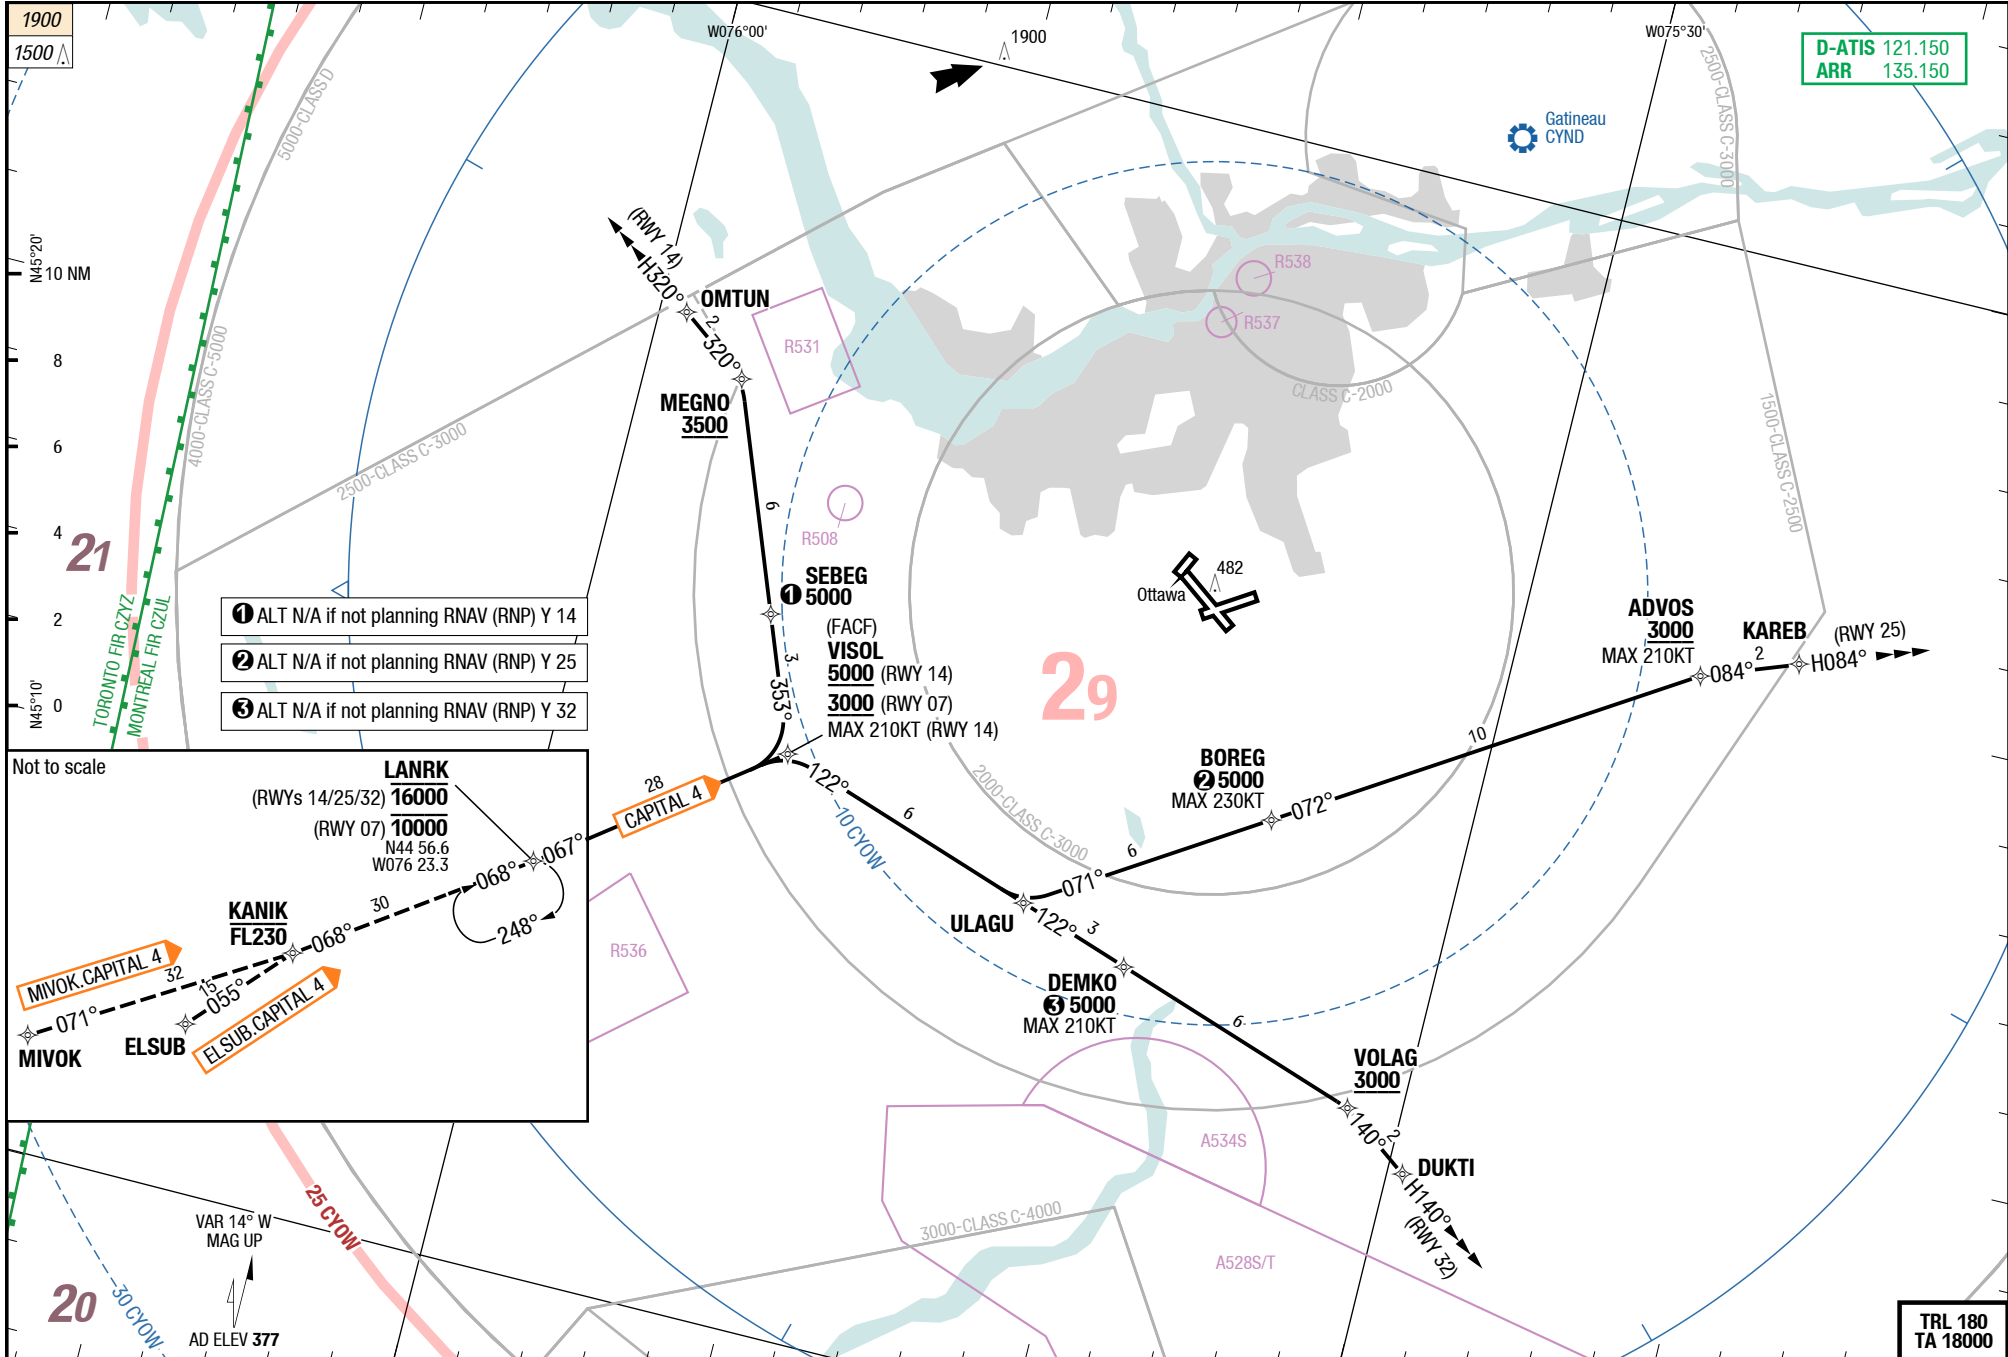 1900
1500
W076°00'
1900
W075°30'
D-ATIS 121.150
ARR 135.150
5000-CLASS D
2500-CLASS C-3000
Gatineau
CYND
N45°20'
10 NM
(RWY 14)
H320°
OMTUN
2
320°
R538
R537
R531
8
4000-CLASS C-5000
MEGNO
3500
CLASS C-2000
6
2500-CLASS C-3000
1500-CLASS C-2500
6
R508
4
21
SEBEG
❶ 5000
482
Ottawa
❶ ALT N/A if not planning RNAV (RNP) Y 14
2
ADVOS
3000
MAX 210KT
KAREB
(RWY 25)
(FACF)
VISOL
5000 (RWY 14)
3000 (RWY 07)
MAX 210KT (RWY 14)
3
353°
❷ ALT N/A if not planning RNAV (RNP) Y 25
29
084°
2
H084°
TORONTO FIR CZYZ
MONTREAL FIR CZUL
N45°10'
0
❸ ALT N/A if not planning RNAV (RNP) Y 32
10
Not to scale
LANRK
(RWYs 14/25/32) 16000
(RWY 07) 10000
N44 56.6
W076 23.3
28
CAPITAL 4
122°
6
10 CYOW
2000-CLASS C-3000
BOREG
❷ 5000
MAX 230KT
072°
6
071°
067°
068°
30
248°
KANIK
FL230
068°
ULAGU
122°
3
R536
MIVOK.CAPITAL 4
32
15
055°
071°
ELSUB.CAPITAL 4
MIVOK
ELSUB
DEMKO
❸ 5000
MAX 210KT
6
VOLAG
3000
140°
2
DUKTI
H140°
(RWY 32)
A534S
A528S/T
3000-CLASS C-4000
25 CYOW
VAR 14° W
MAG UP
20
30 CYOW
AD ELEV 377
TRL 180
TA 18000